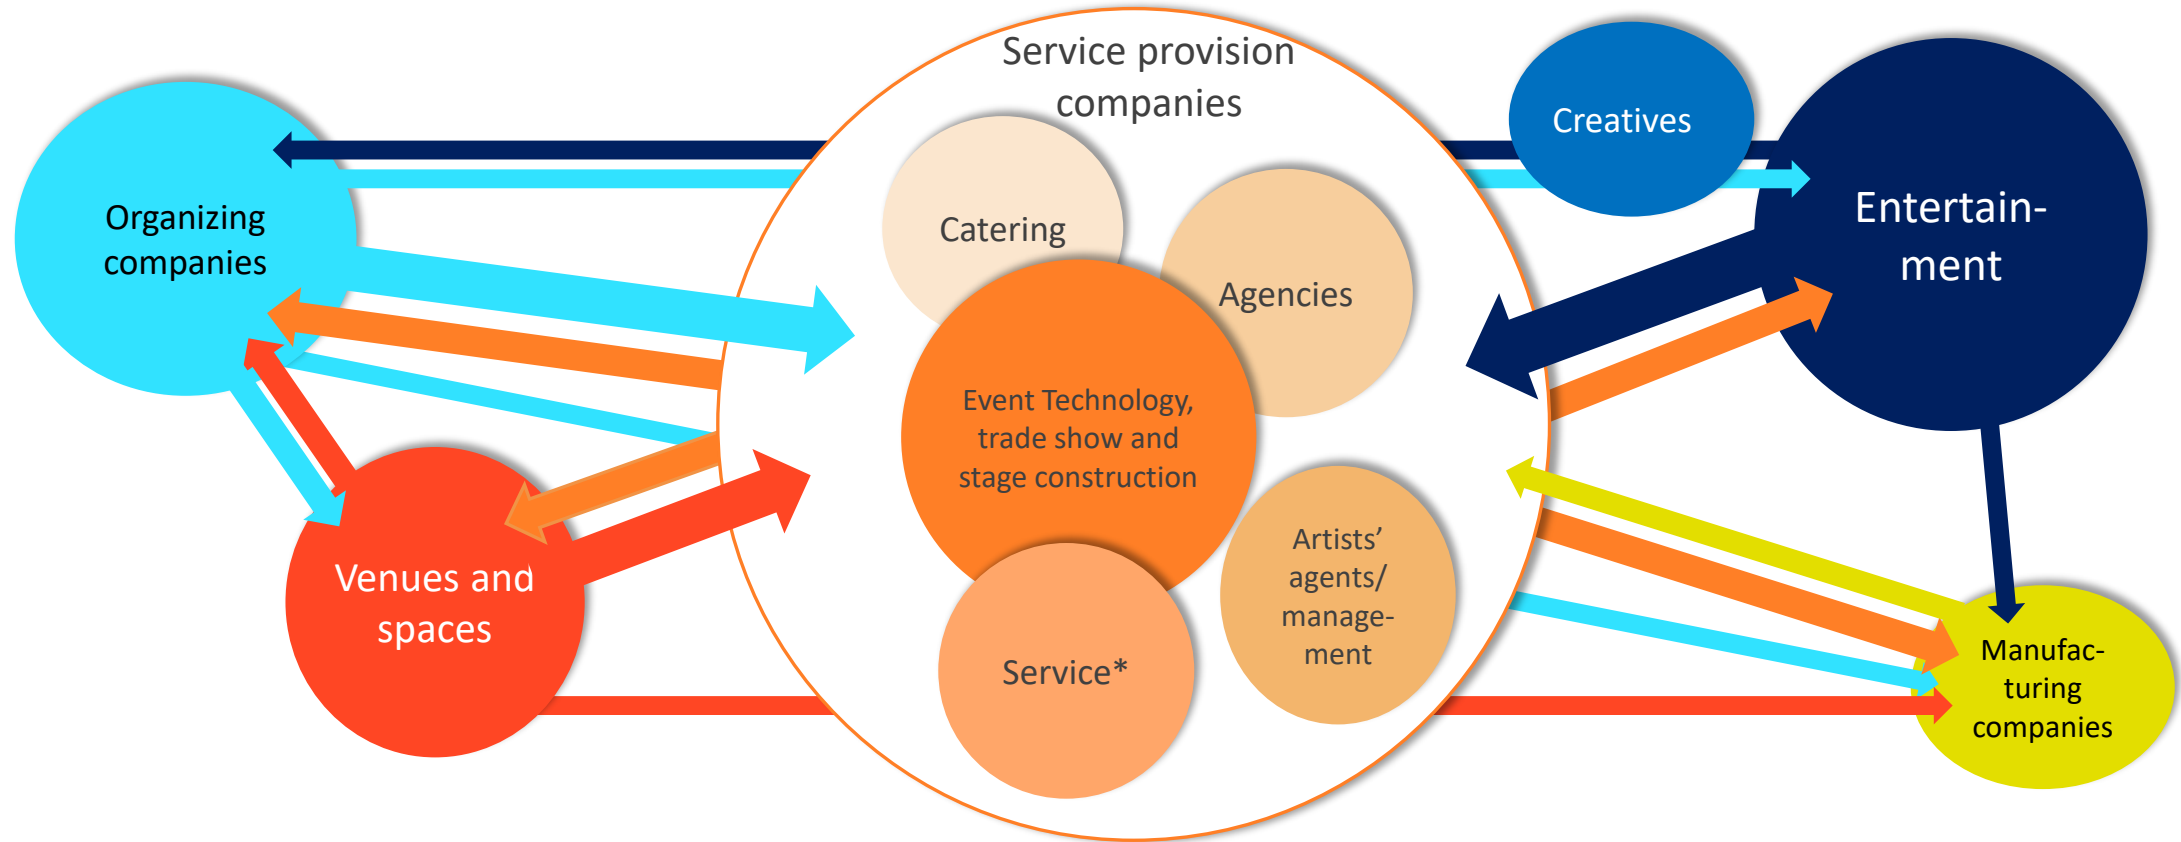 Service provision
companies
Creatives
Organizing
companies
Catering
Entertain-
ment
Agencies
Event Technology,
trade show and
stage construction
Artists’
agents/
manage-
ment
Venues and
spaces
Service*
Manufac-
turing
companies